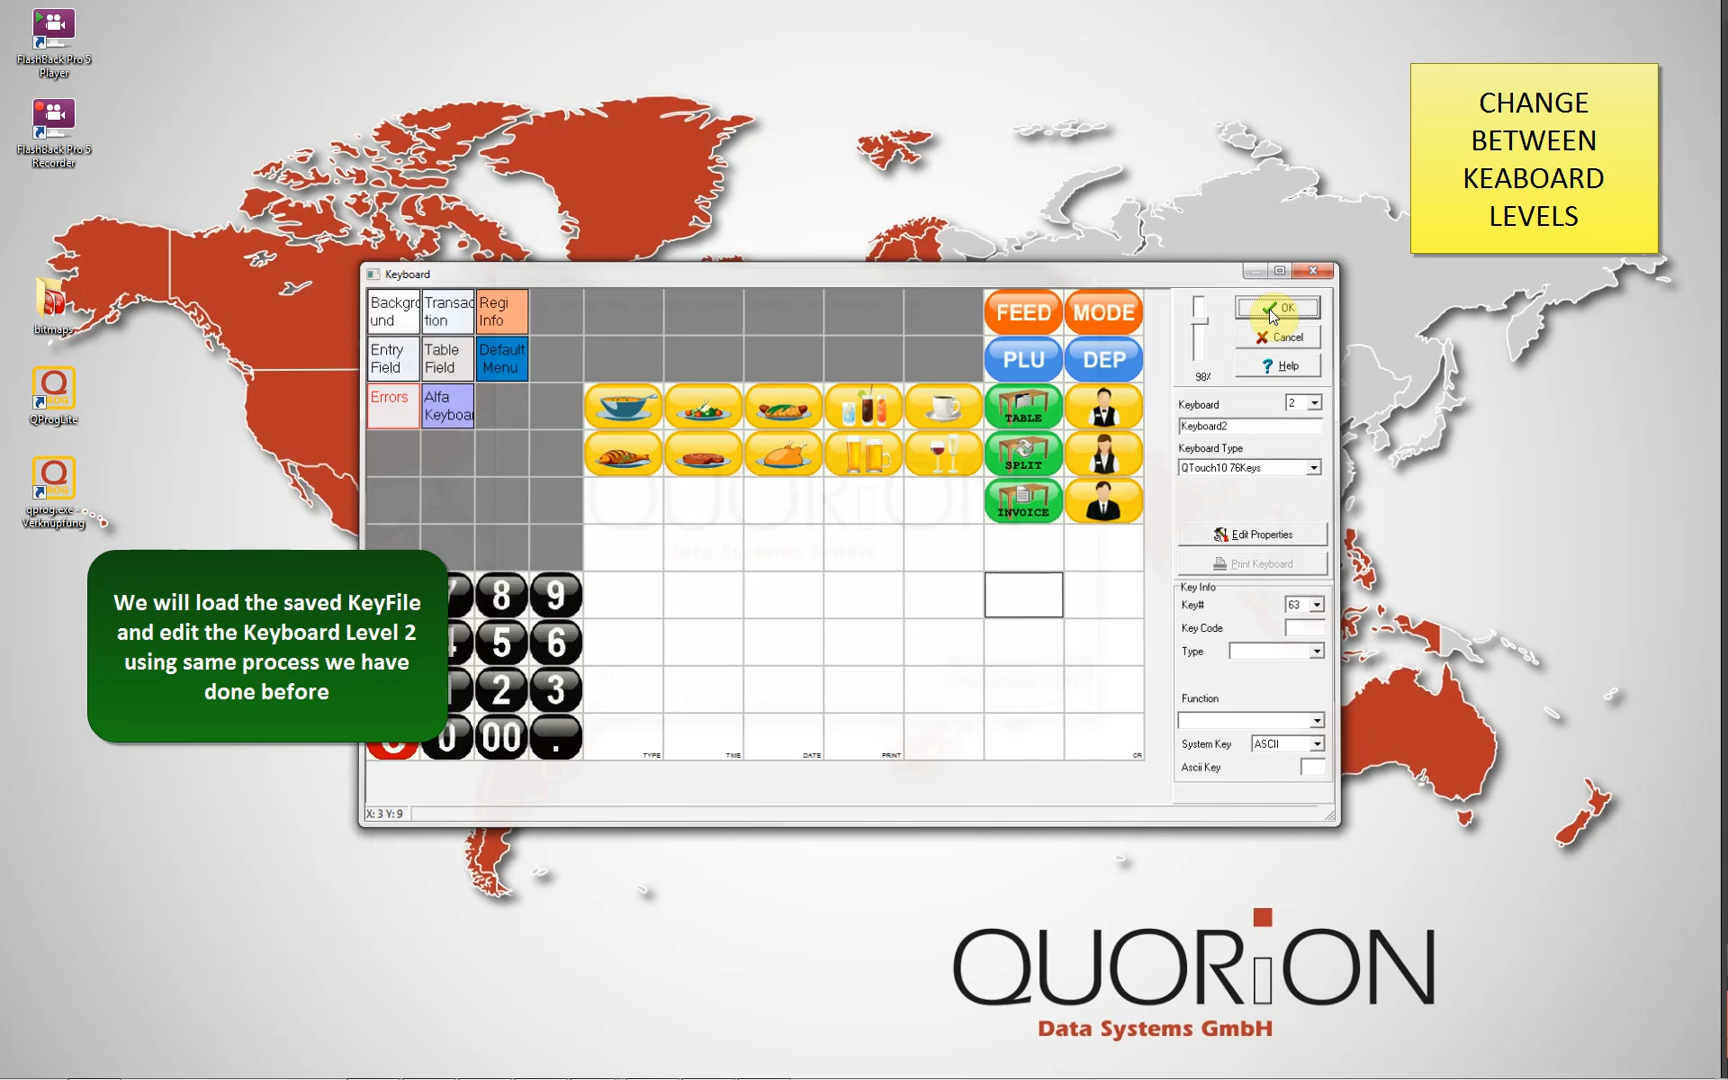 FlashBack Pro 5
Player
FlashBack Pro 5
Recorder
bitmaps
QProgLite
qprog.exe -
Verknüpfung
CHANGE
BETWEEN
KEABOARD
LEVELS
Keyboard
Backgro
und
Transac
tion
Regi
Info
Entry
Field
Table
Field
Default
Menu
Errors
Alfa
Keyboar
FEED
MODE
PLU
DEP
TABLE
SPLIT
INVOICE
8
9
5
6
2
3
0
00
.
TYPE
TIME
DATE
PRINT
CR
X: 3 Y: 9
98%
OK
Cancel
? Help
Keyboard
2
Keyboard2
Keyboard Type
QTouch10 76Keys
Edit Properties
Print Keyboard
Key Info
Key#
63
Key Code
Type
Function
System Key
ASCII
Ascii Key
We will load the saved KeyFile
and edit the Keyboard Level 2
using same process we have
done before
QUORiON
Data Systems GmbH